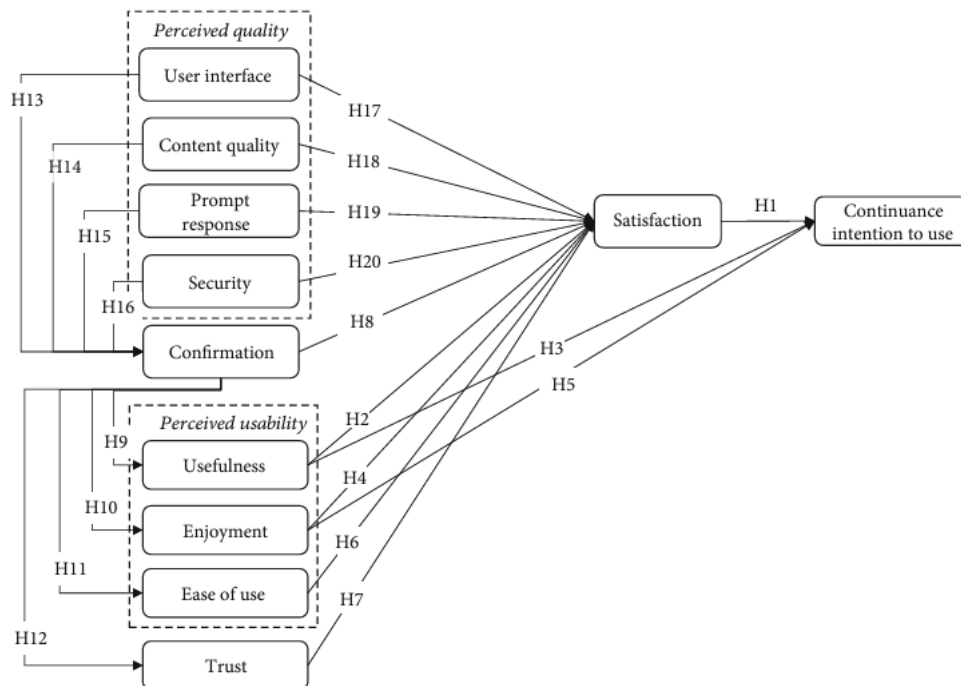 Perceived quality
User interface
H13
H17
Content quality
H14
H18
Prompt
response
H19
H15
Satisfaction
H1
Continuance
intention to use
Security
H20
H16
H8
Confirmation
H3
H5
Perceived usability
H2
H9
Usefulness
H4
H10
Enjoyment
H6
H11
Ease of use
H7
H12
Trust